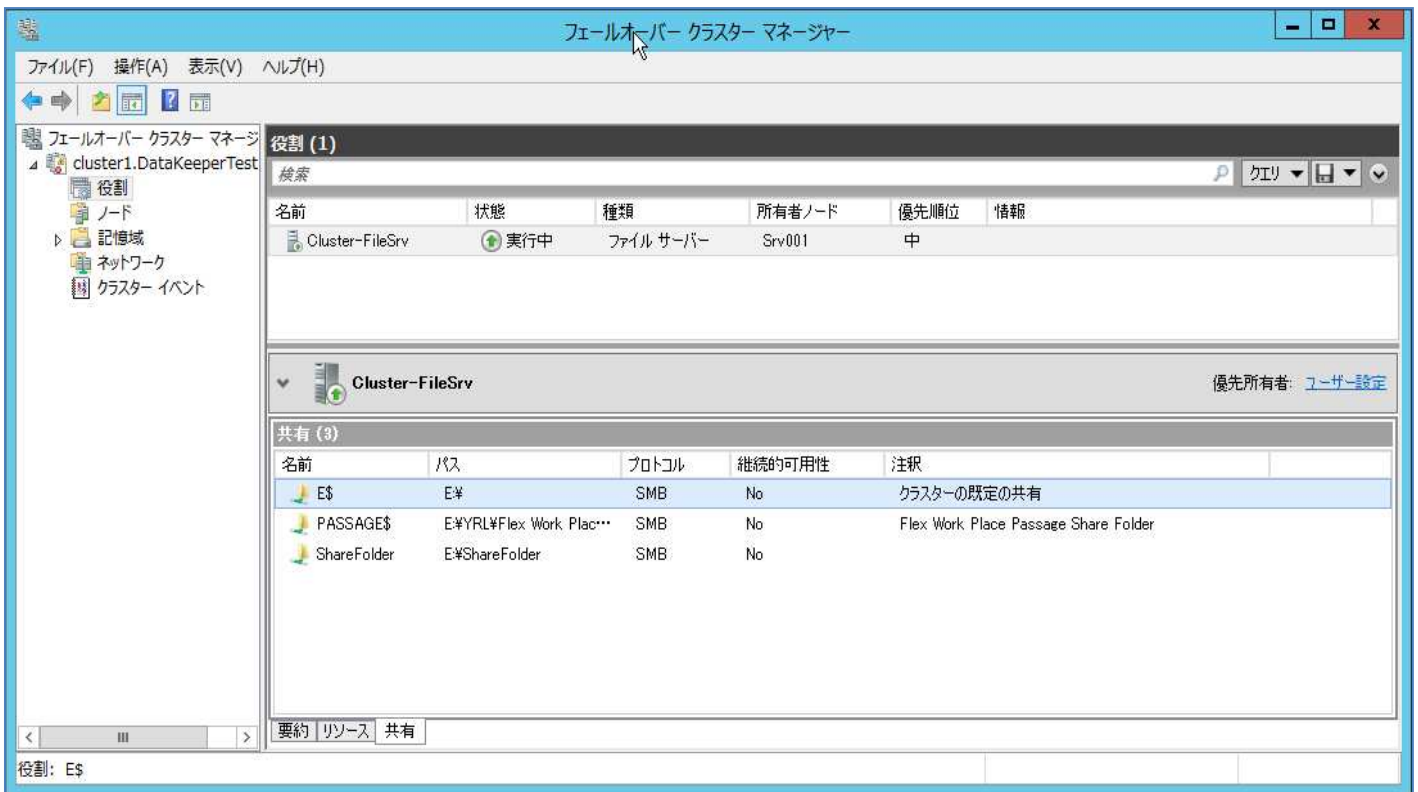 フェールオーバー クラスター マネージャー
ファイル(F) 操作(A) 表示(V) ヘルプ(H)
フェールオーバー クラスター マネージ
cluster1.DataKeeperTest
役割
ノード
記憶域
ネットワーク
クラスター イベント
役割 (1)
検索 クエリ
名前 状態 種類 所有者ノード 優先順位 情報
Cluster-FileSrv 実行中 ファイル サーバー Srv001 中
Cluster-FileSrv 優先所有者: ユーザー設定
共有 (3)
名前 パス プロトコル 継続的可用性 注釈
E$ E:¥ SMB No クラスターの既定の共有
PASSAGE$ E:¥YRL¥Flex Work Plac… SMB No Flex Work Place Passage Share Folder
ShareFolder E:¥ShareFolder SMB No
要約 リソース 共有
役割: E$